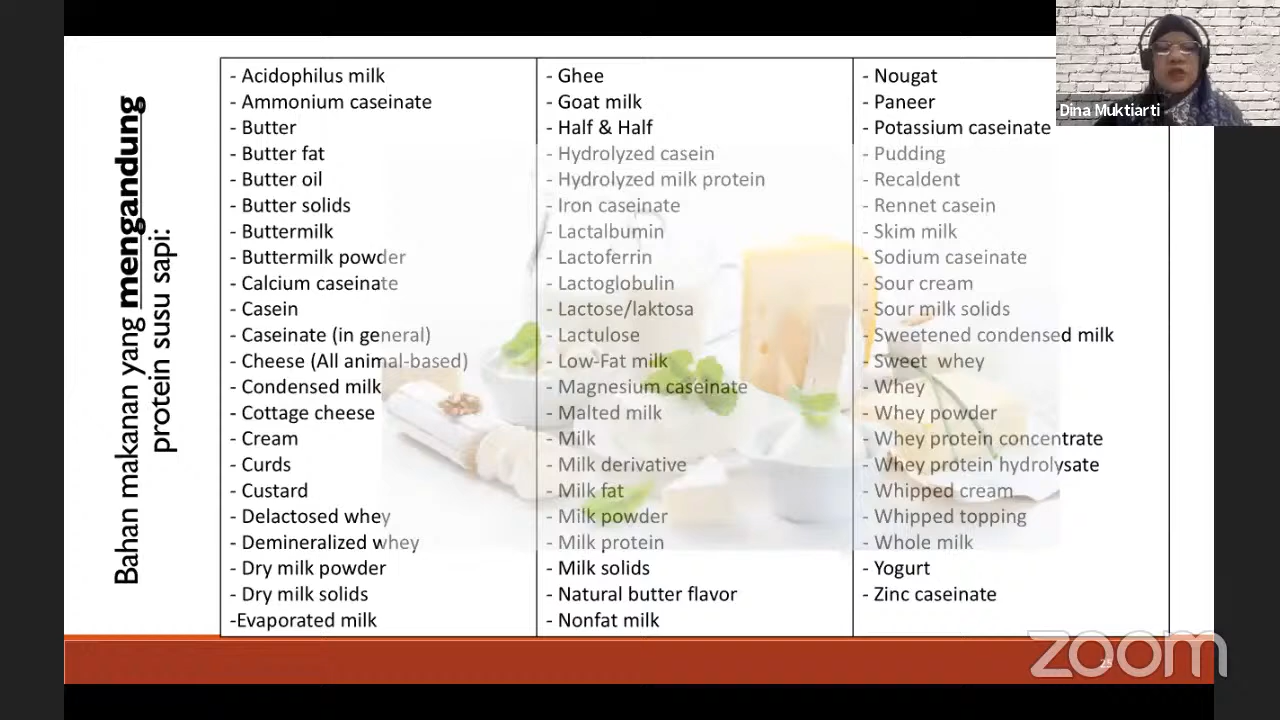 Bahan makanan yang mengandung
protein susu sapi:
- Acidophilus milk
- Ammonium caseinate
- Butter
- Butter fat
- Butter oil
- Butter solids
- Buttermilk
- Buttermilk powder
- Calcium caseinate
- Casein
- Caseinate (in general)
- Cheese (All animal-based)
- Condensed milk
- Cottage cheese
- Cream
- Curds
- Custard
- Delactosed whey
- Demineralized whey
- Dry milk powder
- Dry milk solids
-Evaporated milk
- Ghee
- Goat milk
- Half & Half
- Hydrolyzed casein
- Hydrolyzed milk protein
- Iron caseinate
- Lactalbumin
- Lactoferrin
- Lactoglobulin
- Lactose/laktosa
- Lactulose
- Low-Fat milk
- Magnesium caseinate
- Malted milk
- Milk
- Milk derivative
- Milk fat
- Milk powder
- Milk protein
- Milk solids
- Natural butter flavor
- Nonfat milk
- Nougat
- Paneer
- Potassium caseinate
- Pudding
- Recaldent
- Rennet casein
- Skim milk
- Sodium caseinate
- Sour cream
- Sour milk solids
- Sweetened condensed milk
- Sweet  whey
- Whey
- Whey powder
- Whey protein concentrate
- Whey protein hydrolysate
- Whipped cream
- Whipped topping
- Whole milk
- Yogurt
- Zinc caseinate
Dina Muktiarti
zoom